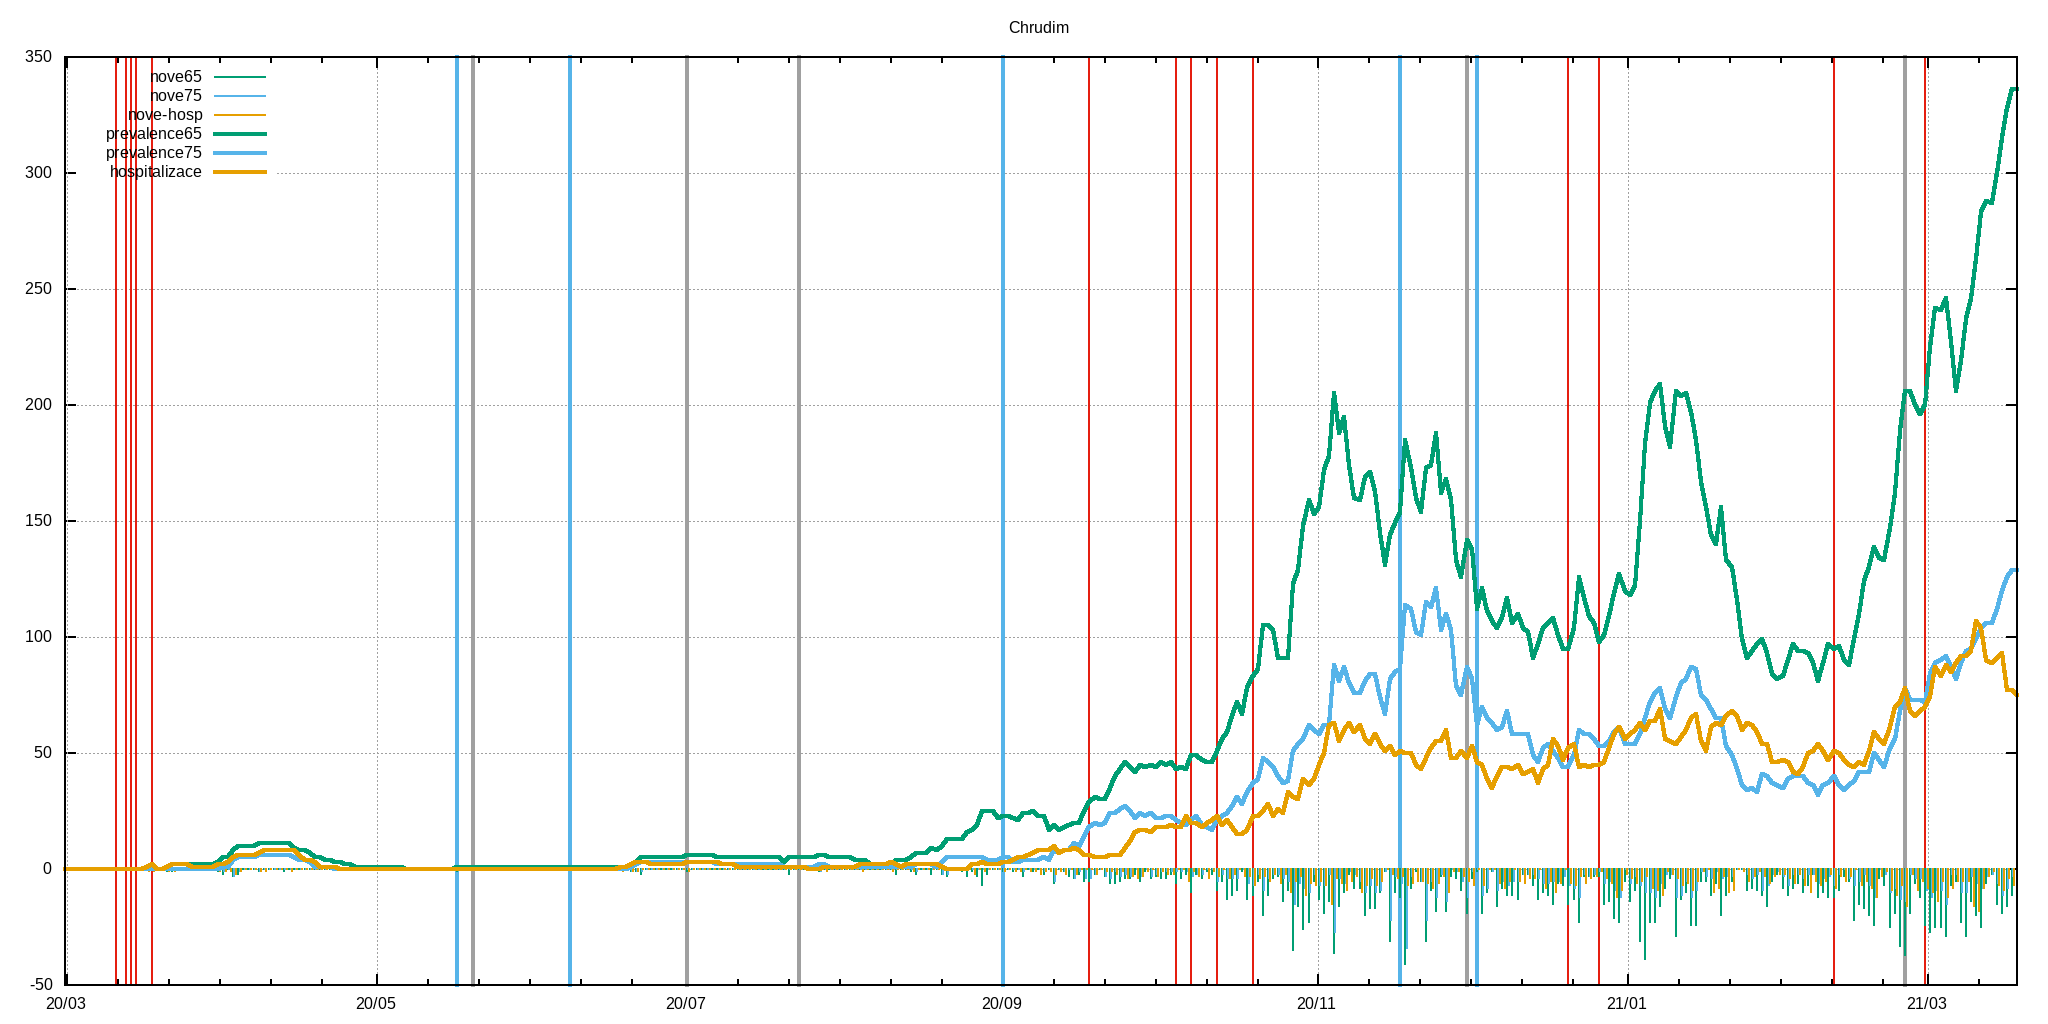 Chrudim
350
300
250
200
150
100
50
0
-50
nove65
nove75
nove-hosp
prevalence65
prevalence75
hospitalizace
20/03 20/05 20/07 20/09 20/11 21/01 21/03